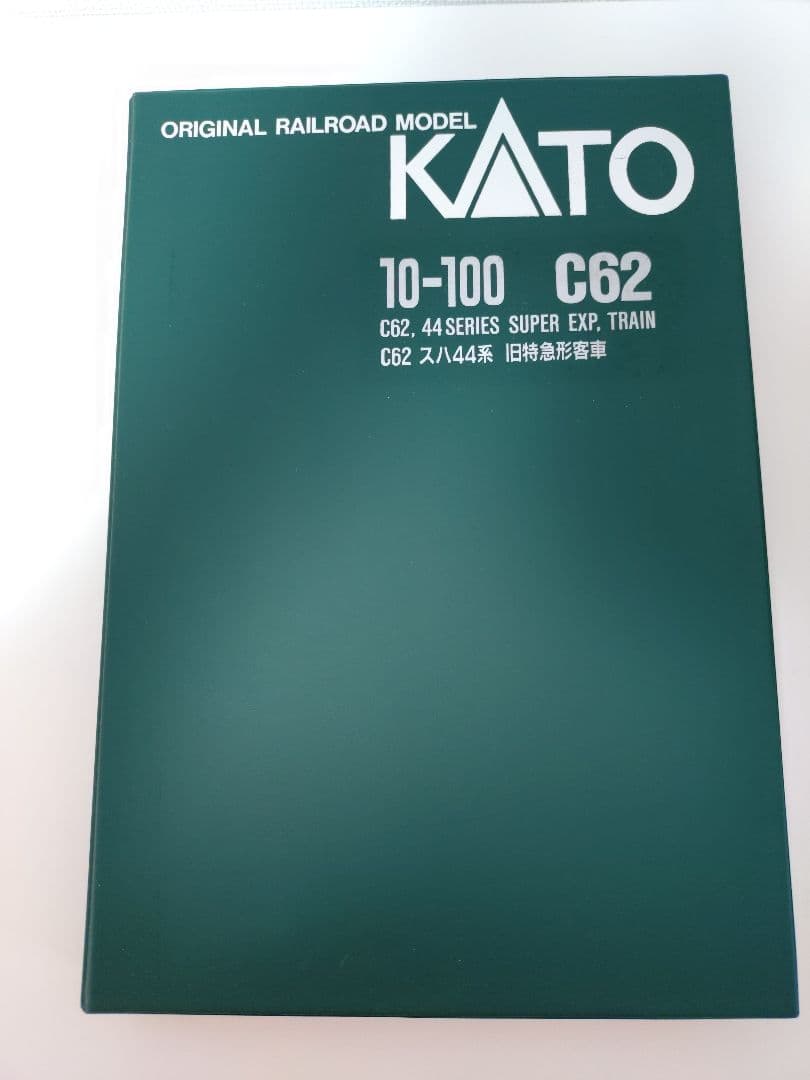 ORIGINAL RAILROAD MODEL
KATO
10-100 C62
C62, 44 SERIES SUPER EXP, TRAIN
C62 スハ44系 旧特急形客車